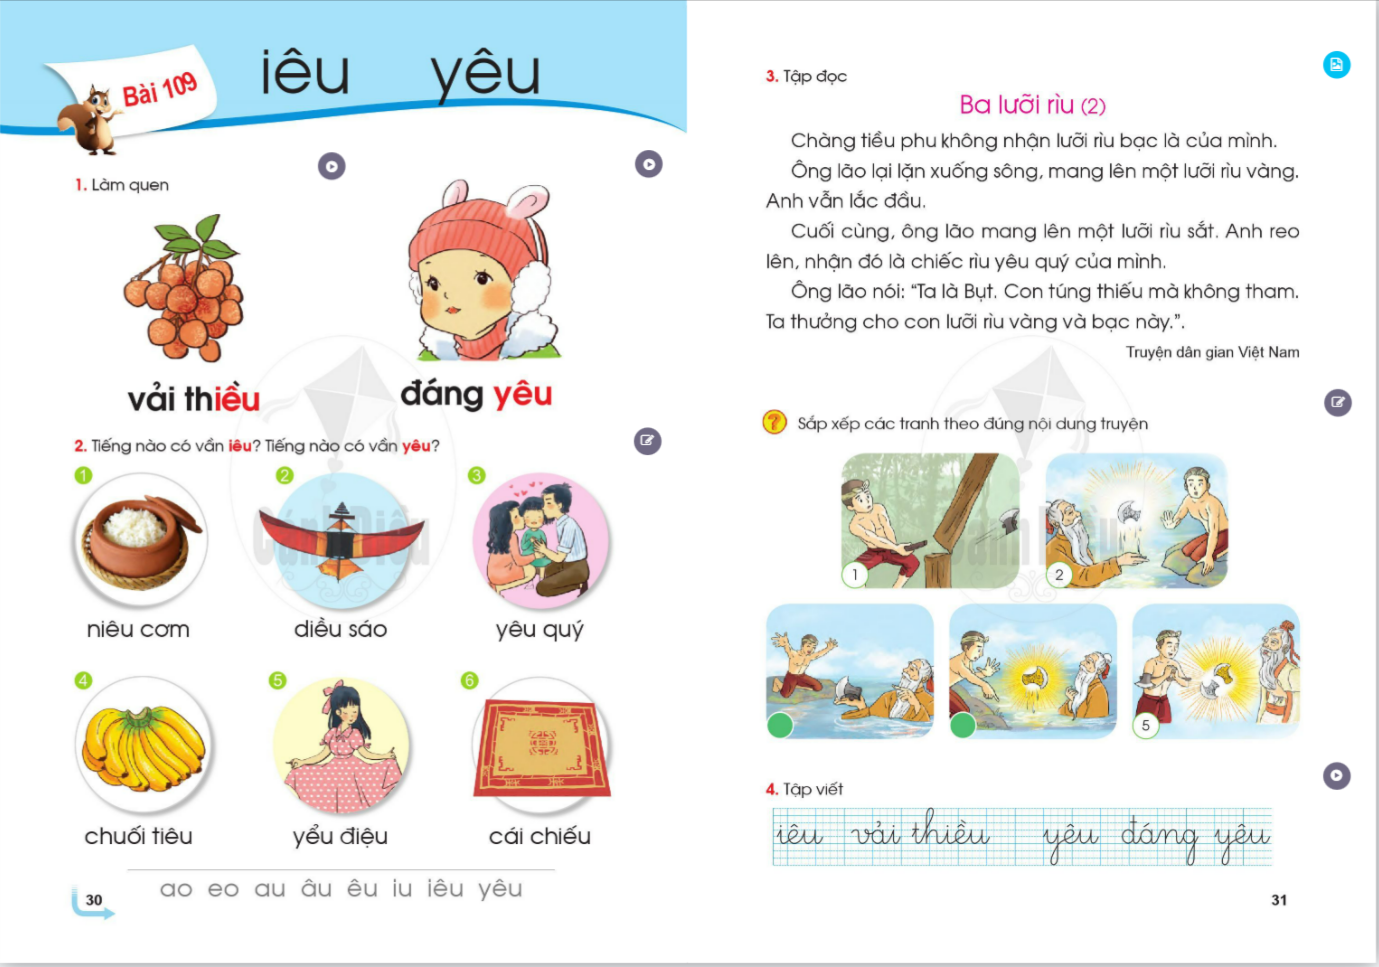 Bài 109
iêu yêu
1. Làm quen
vải thiều
đáng yêu
2. Tiếng nào có vần iêu? Tiếng nào có vần yêu?
1
2
3
niêu cơm
diều sáo
yêu quý
4
5
6
chuối tiêu
yểu điệu
cái chiếu
ao eo au âu êu iu iêu yêu
30
Cánh Diều
3. Tập đọc
Ba lưỡi rìu (2)
Chàng tiều phu không nhận lưỡi rìu bạc là của mình.
Ông lão lại lặn xuống sông, mang lên một lưỡi rìu vàng.
Anh vẫn lắc đầu.
Cuối cùng, ông lão mang lên một lưỡi rìu sắt. Anh reo
lên, nhận đó là chiếc rìu yêu quý của mình.
Ông lão nói: “Ta là Bụt. Con túng thiếu mà không tham.
Ta thưởng cho con lưỡi rìu vàng và bạc này.”.
Truyện dân gian Việt Nam
? Sắp xếp các tranh theo đúng nội dung truyện
1
2
5
Cánh Diều
4. Tập viết
iêu vải thiều yêu đáng yêu
31